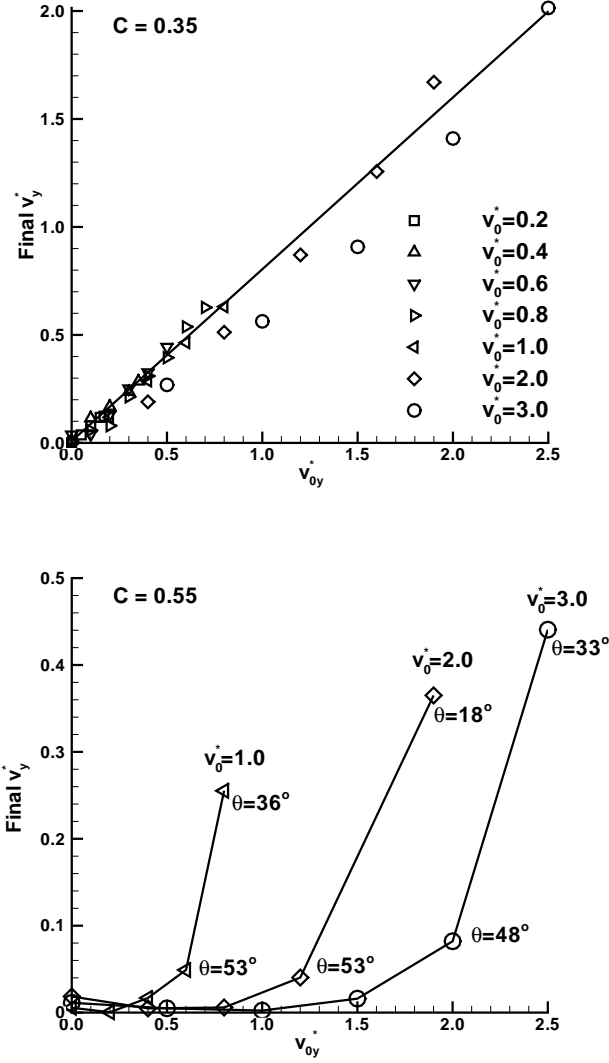 2.0
C = 0.35
1.5
Final v*y
1.0
v*0=0.2
v*0=0.4
v*0=0.6
0.5
v*0=0.8
v*0=1.0
v*0=2.0
v*0=3.0
0.0
0.0 0.5 1.0 1.5 2.0 2.5
v*0y
0.5
C = 0.55
v*0=3.0
θ=33°
0.4
v*0=2.0
θ=18°
0.3
v*0=1.0
θ=36°
Final v*y
0.2
0.1
θ=48°
θ=53°
θ=53°
0
0.0 0.5 1.0 1.5 2.0 2.5
v*0y